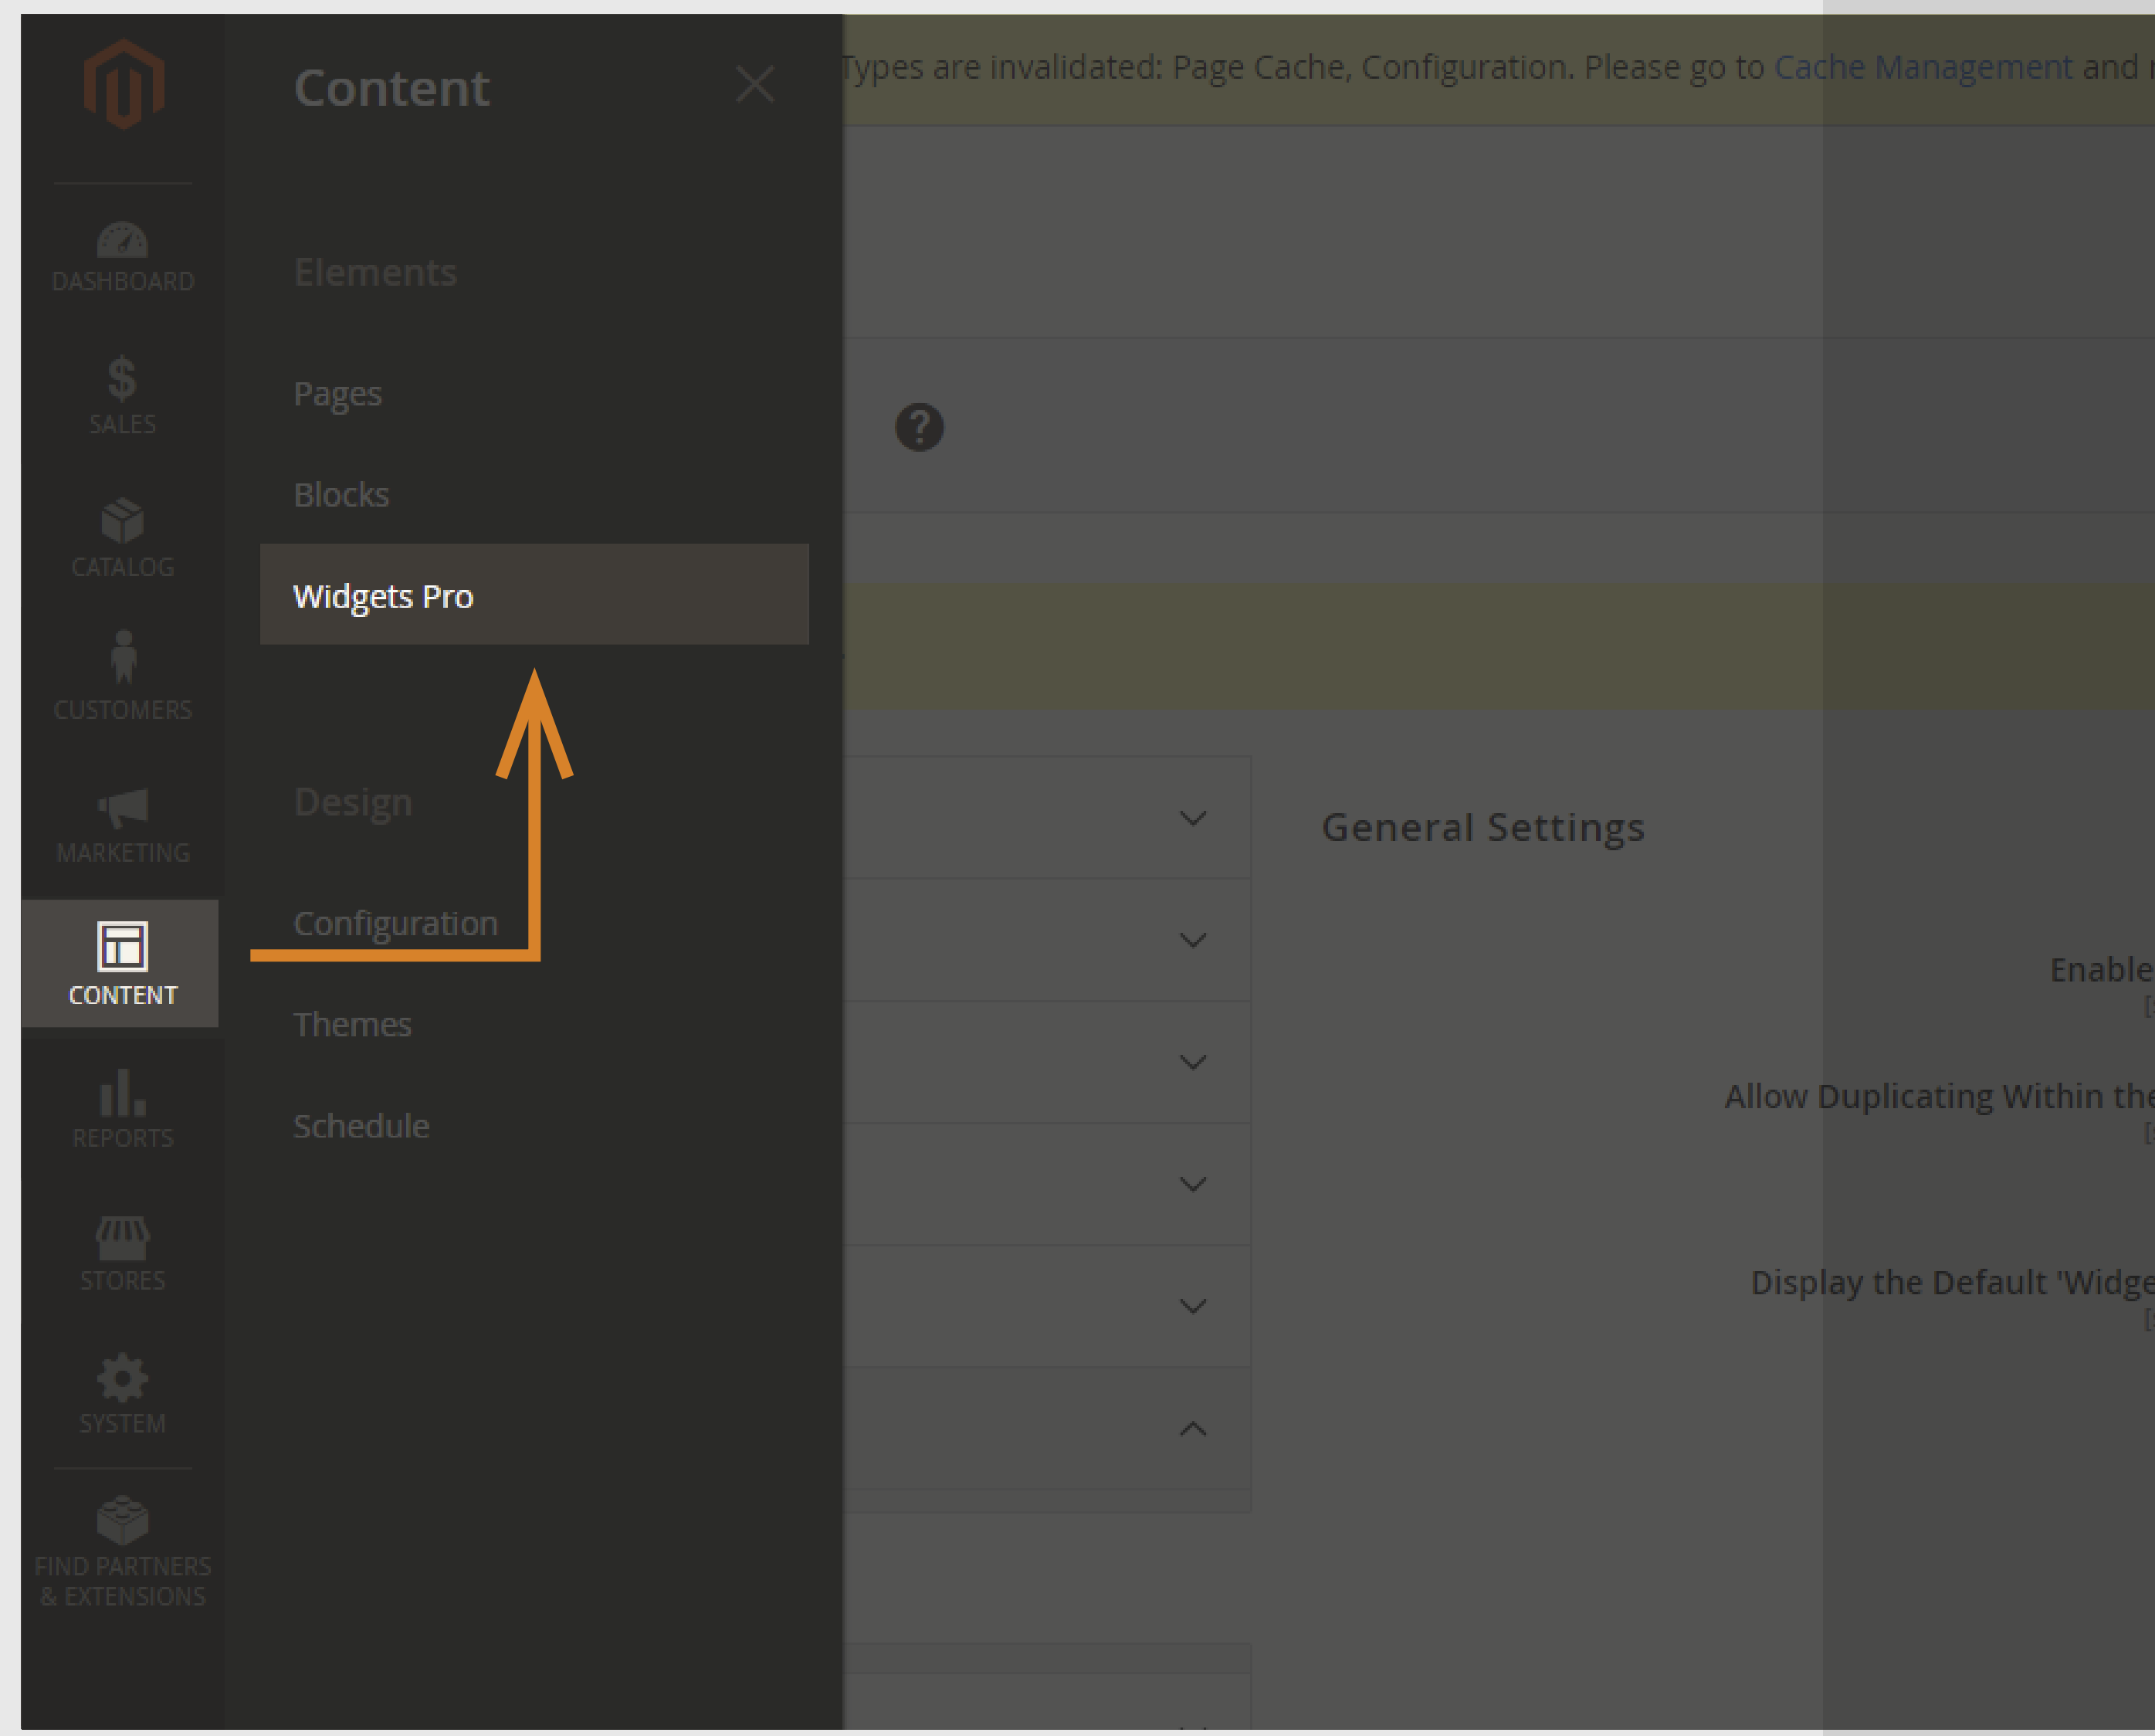 Types are invalidated: Page Cache, Configuration. Please go to Cache Management and
Content
Elements
Pages
Blocks
Widgets Pro
Design
Configuration
Themes
Schedule
DASHBOARD
SALES
CATALOG
CUSTOMERS
MARKETING
CONTENT
REPORTS
STORES
SYSTEM
FIND PARTNERS
& EXTENSIONS
?
General Settings
Enable
Allow Duplicating Within the
Display the Default 'Widge